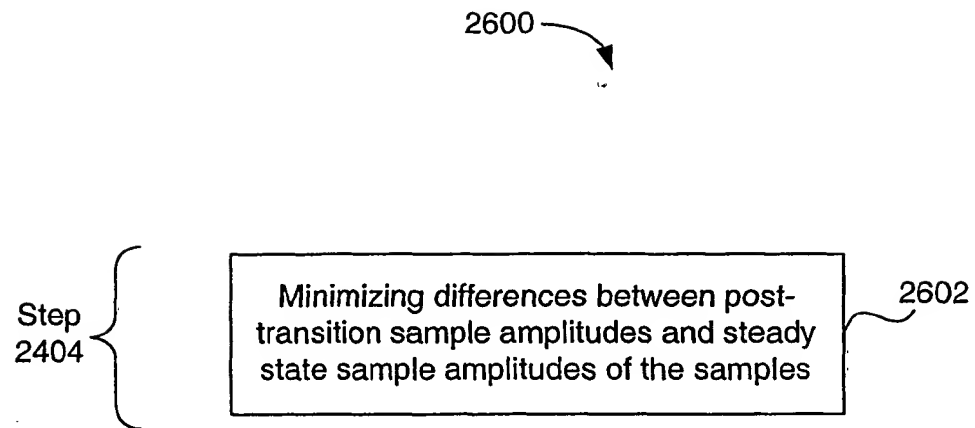 2600
Step
2404
Minimizing differences between post-
transition sample amplitudes and steady
state sample amplitudes of the samples
2602